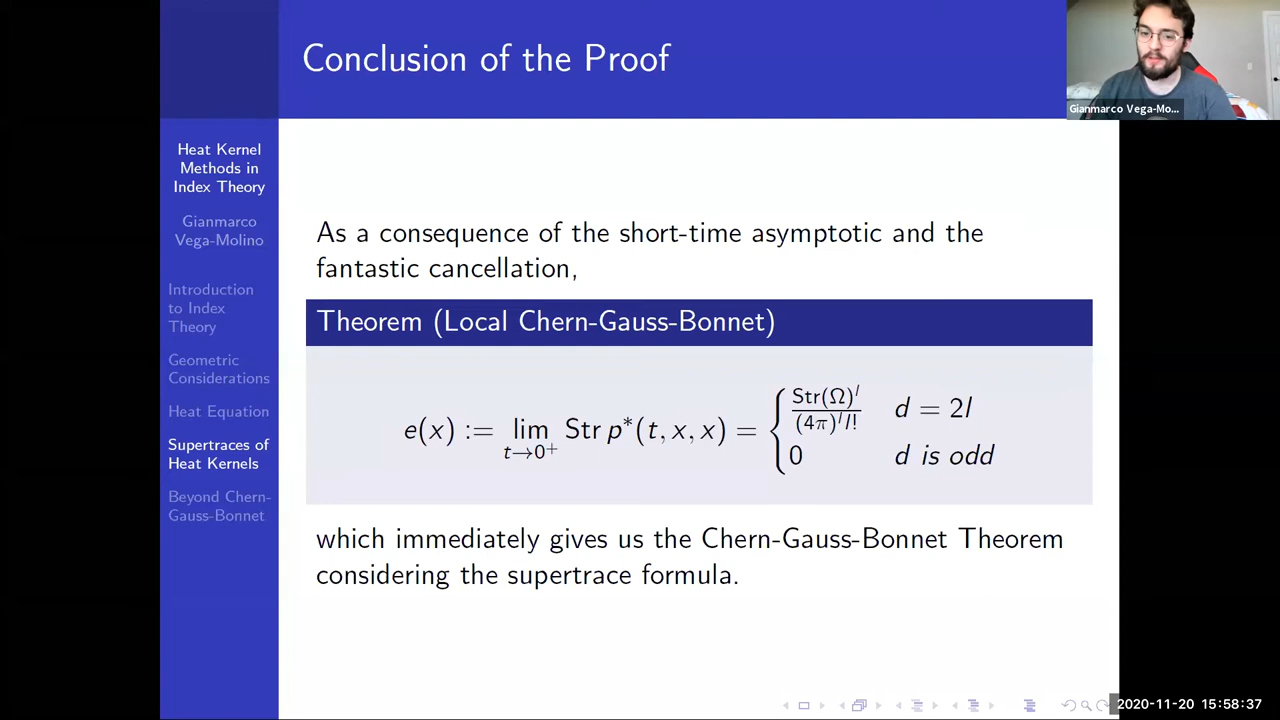 Conclusion of the Proof
Gianmarco Vega-Mo...
Heat Kernel
Methods in
Index Theory
Gianmarco
Vega-Molino
Introduction
to Index
Theory
Geometric
Considerations
Heat Equation
Supertraces of
Heat Kernels
Beyond Chern-
Gauss-Bonnet
As a consequence of the short-time asymptotic and the
fantastic cancellation,
Theorem (Local Chern-Gauss-Bonnet)
e(x) := lim_{t→0^+} Str p^*(t, x, x) = { \frac{Str(Ω)^l}{(4π)^l l!} d = 2l
0 d is odd
which immediately gives us the Chern-Gauss-Bonnet Theorem
considering the supertrace formula.
2020-11-20 15:58:37